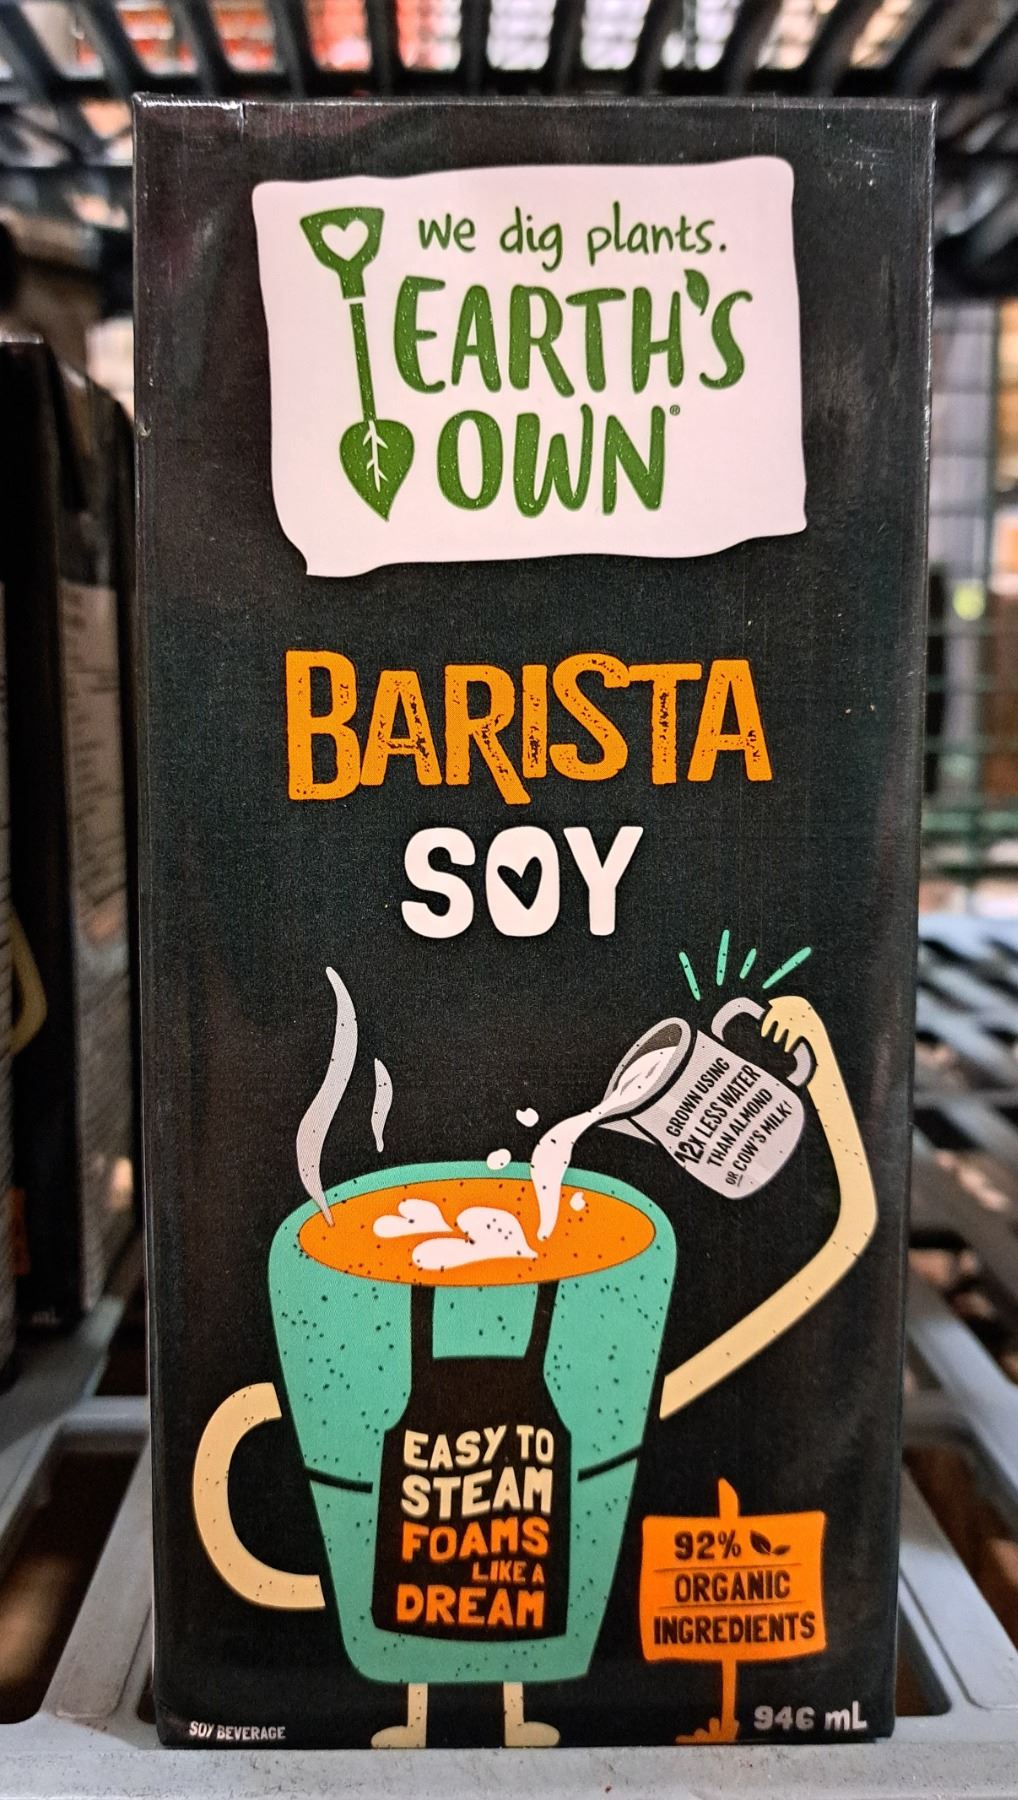 we dig plants.
EARTH'S
OWN®
BARISTA
SOY
GROWN USING
12X LESS WATER
THAN ALMOND
OR COW'S MILK!
EASY TO
STEAM
FOAMS
LIKE A
DREAM
92%
ORGANIC
INGREDIENTS
SOY BEVERAGE
946 mL